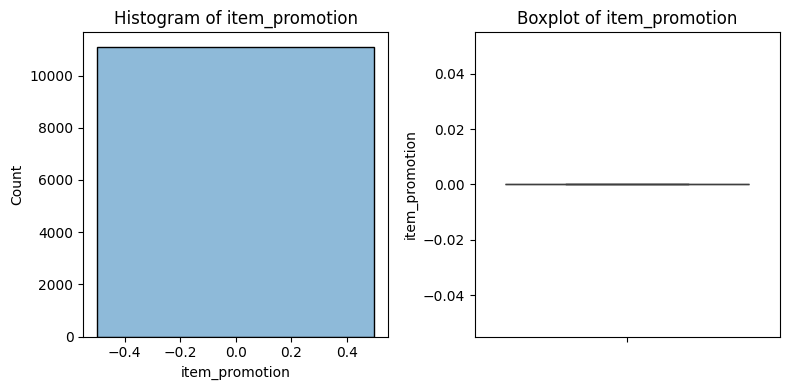 Histogram of item_promotion
10000
8000
6000
4000
2000
0
Count
−0.4 −0.2 0.0 0.2 0.4
item_promotion
Boxplot of item_promotion
0.04
0.02
0.00
−0.02
−0.04
item_promotion